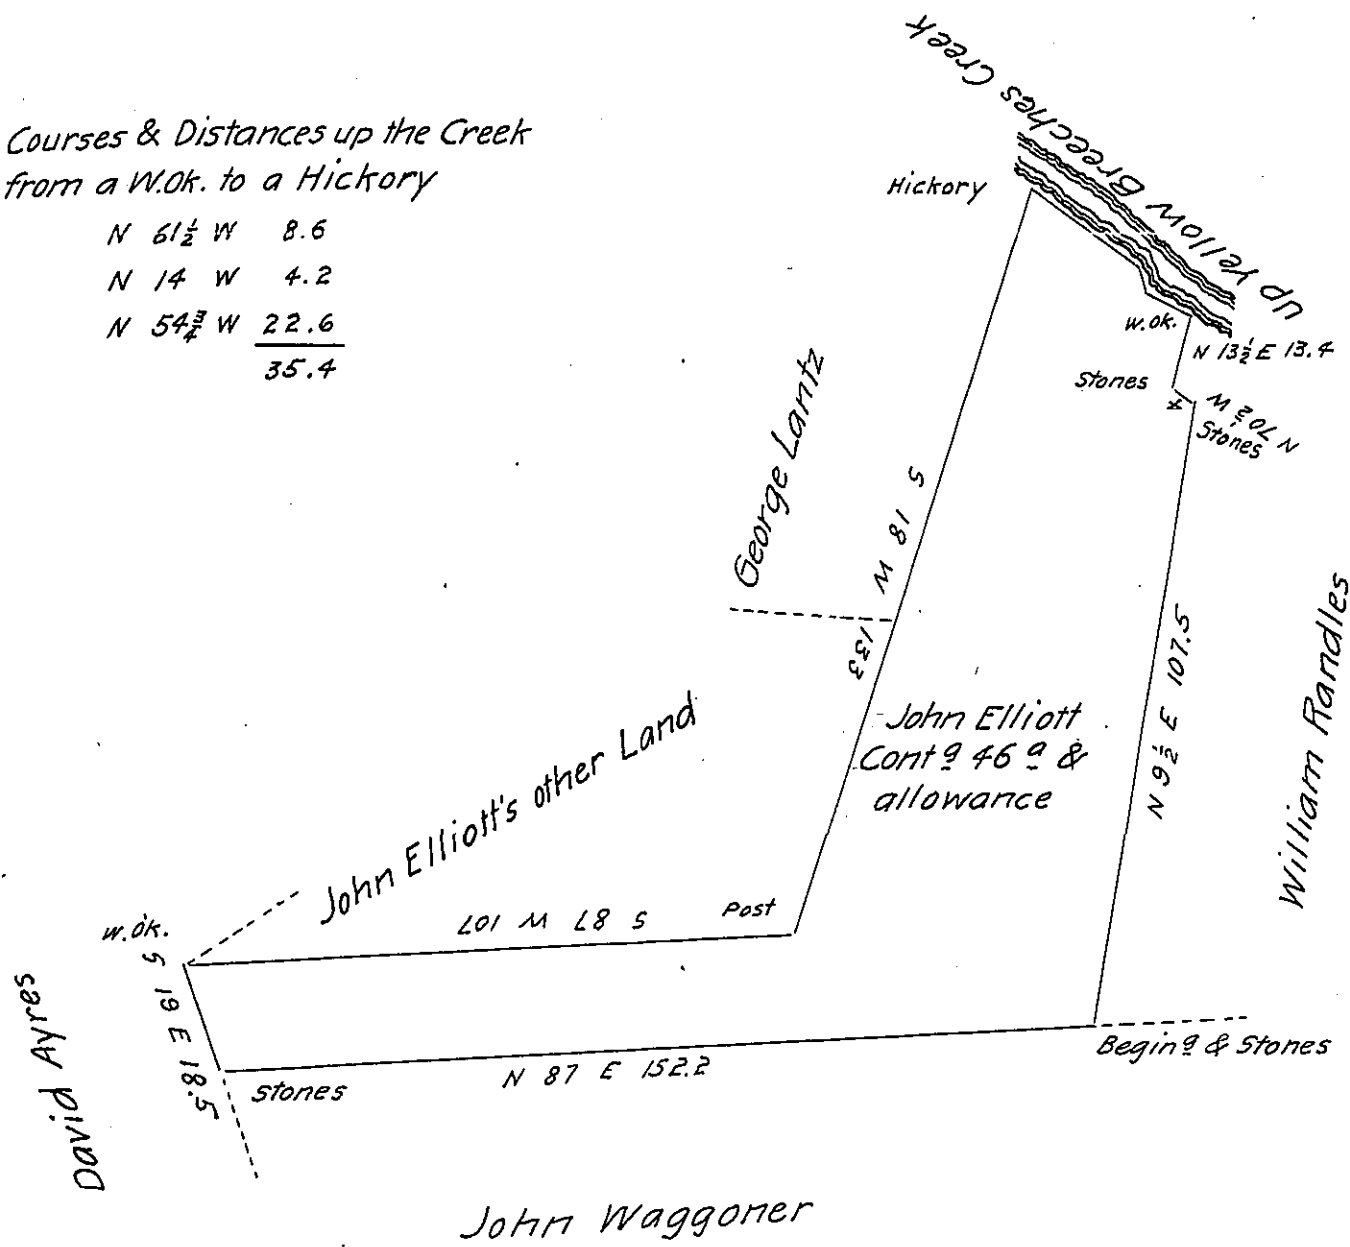 Courses & Distances up the Creek
from a W.Ok. to a Hickory
N 61½ W 8.6
N 14 W 4.2
N 54¾ W 22.6
35.4
up Yellow Breeches Creek
Hickory
W.Ok.
N 13½ E 13.4
Stones
4
N 70½ W
Stones
George Lantz
S 18 W
133
John Elliott
Contg 46 a &
allowance
N 9½ E 107.5
William Randles
John Elliott's other Land
W.Ok.
S 87 W 107
Post
S 19 E 18.5
David Ayres
Stones
N 87 E 152.2
Beging & Stones
John Waggoner